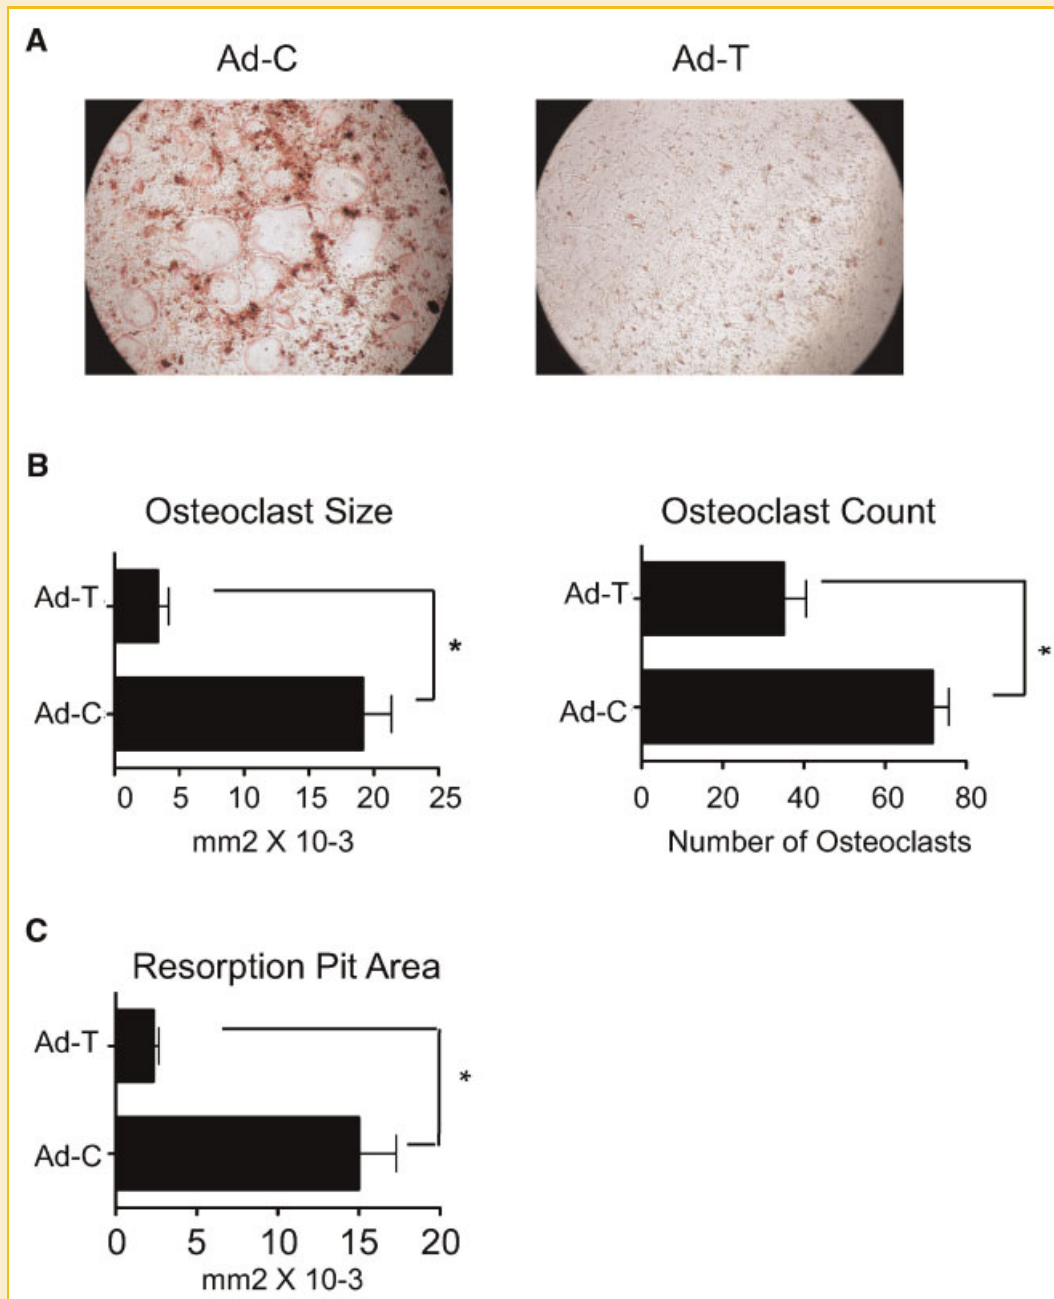 A
Ad-C
Ad-T
B
Osteoclast Size
Ad-T
Ad-C
*
0 5 10 15 20 25
mm2 X 10-3
Osteoclast Count
Ad-T
Ad-C
*
0 20 40 60 80
Number of Osteoclasts
C
Resorption Pit Area
Ad-T
Ad-C
*
0 5 10 15 20
mm2 X 10-3